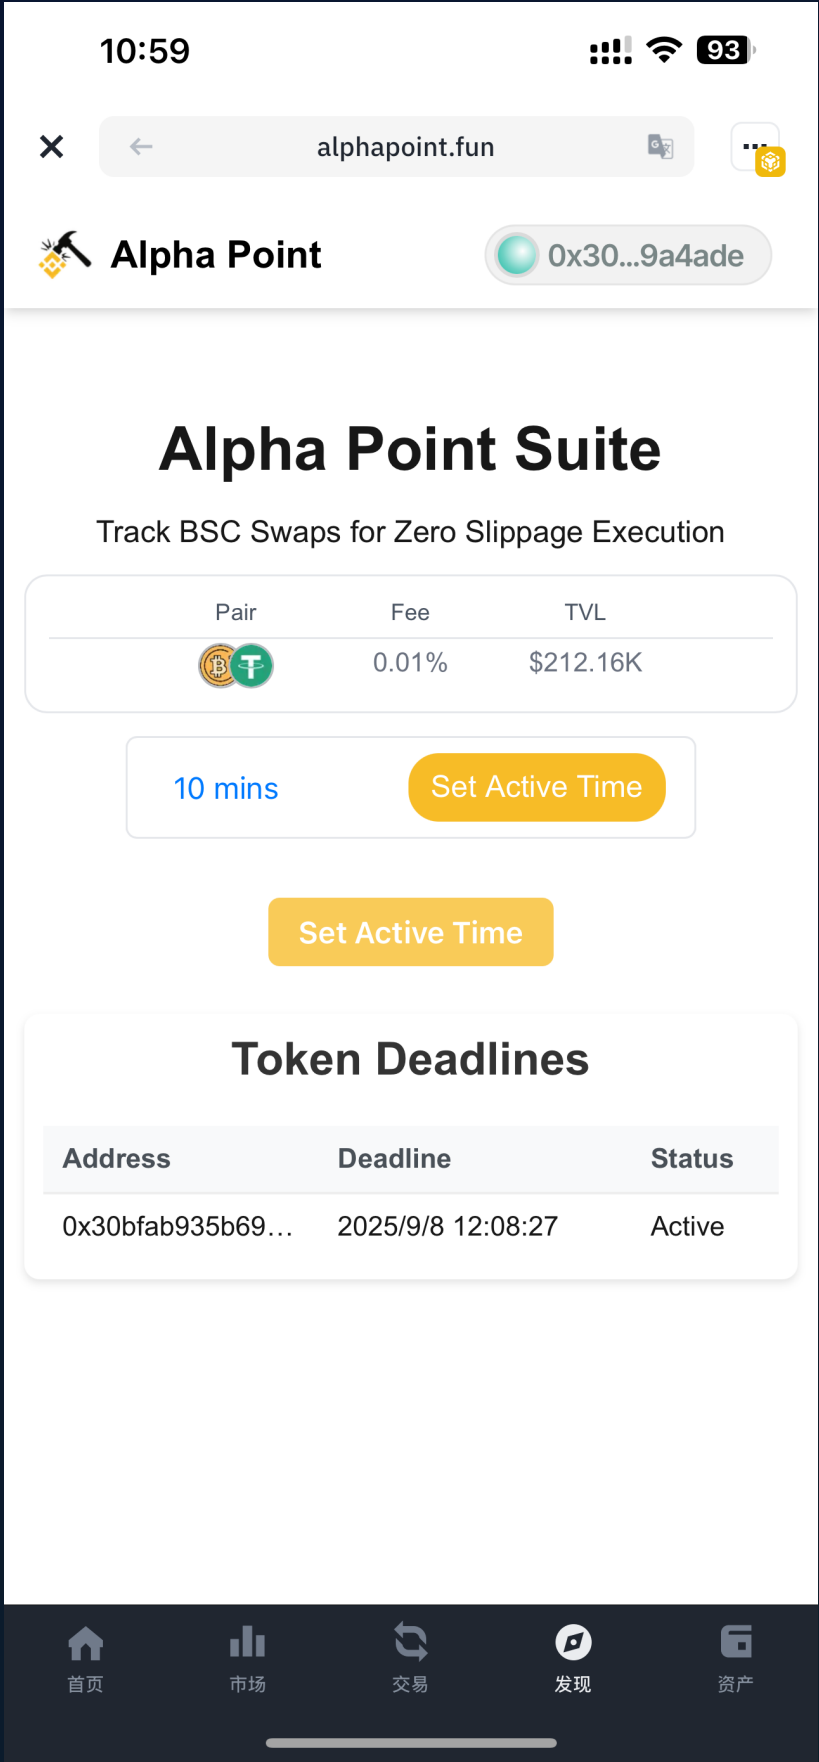 10:59
93
alphapoint.fun
Alpha Point
0x30...9a4ade
Alpha Point Suite
Track BSC Swaps for Zero Slippage Execution
Pair Fee TVL
0.01% $212.16K
10 mins Set Active Time
Set Active Time
Token Deadlines
Address Deadline Status
0x30bfab935b69... 2025/9/8 12:08:27 Active
首页 市场 交易 发现 资产